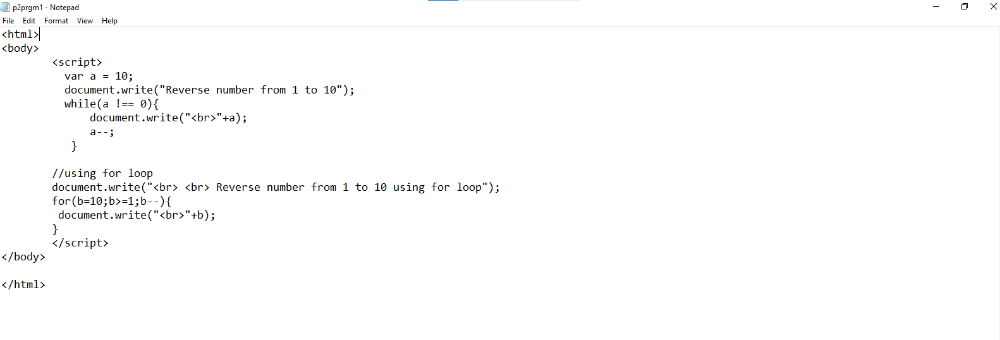 p2prgm1 - Notepad
File Edit Format View Help
<html>
<body>
<script>
var a = 10;
document.write("Reverse number from 1 to 10");
while(a !== 0){
document.write("<br>"+a);
a--;
}
//using for loop
document.write("<br> <br> Reverse number from 1 to 10 using for loop");
for(b=10;b>=1;b--){
document.write("<br>"+b);
}
</script>
</body>
</html>